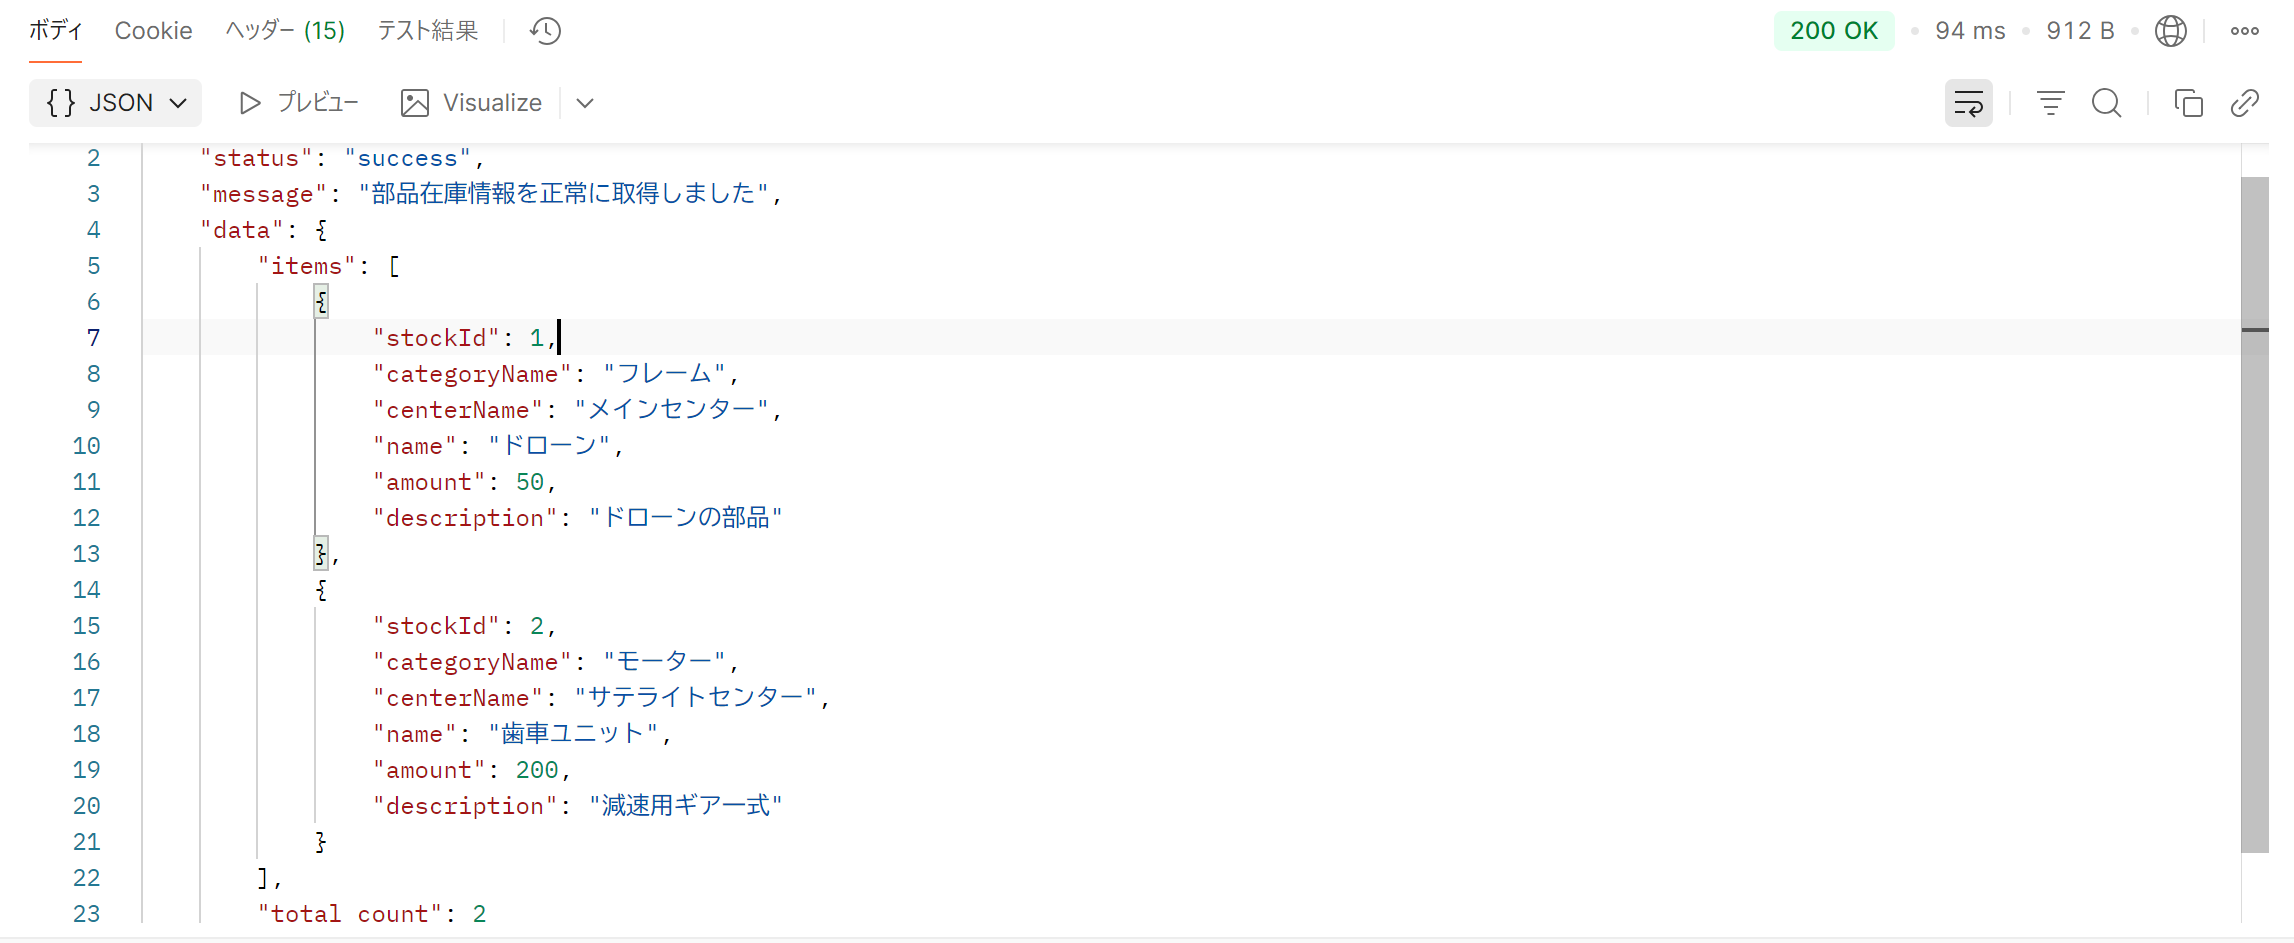 ボディ Cookie ヘッダー (15) テスト結果 200 OK 94 ms 912 B
{} JSON プレビュー Visualize
2 "status": "success",
3 "message": "部品在庫情報を正常に取得しました",
4 "data": {
5 "items": [
6 {
7 "stockId": 1,
8 "categoryName": "フレーム",
9 "centerName": "メインセンター",
10 "name": "ドローン",
11 "amount": 50,
12 "description": "ドローンの部品"
13 },
14 {
15 "stockId": 2,
16 "categoryName": "モーター",
17 "centerName": "サテライトセンター",
18 "name": "歯車ユニット",
19 "amount": 200,
20 "description": "減速用ギア一式"
21 }
22 ],
23 "total count": 2